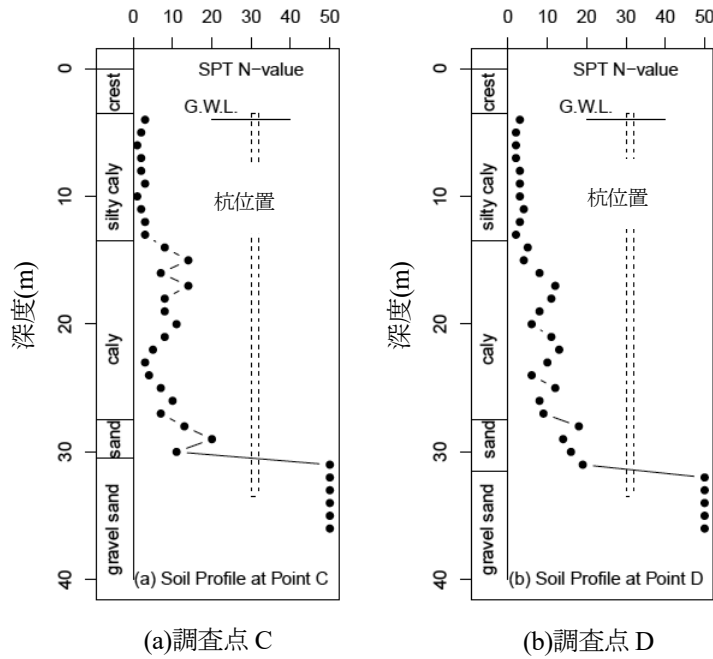 0 10 20 30 40 50
SPT N-value
G.W.L.
杭位置
深度(m)
0
10
20
30
40
crest
silty caly
caly
sand
gravel sand
(a) Soil Profile at Point C
(a)調査点 C
0 10 20 30 40 50
SPT N-value
G.W.L.
杭位置
深度(m)
0
10
20
30
40
crest
silty caly
caly
sand
gravel sand
(b) Soil Profile at Point D
(b)調査点 D